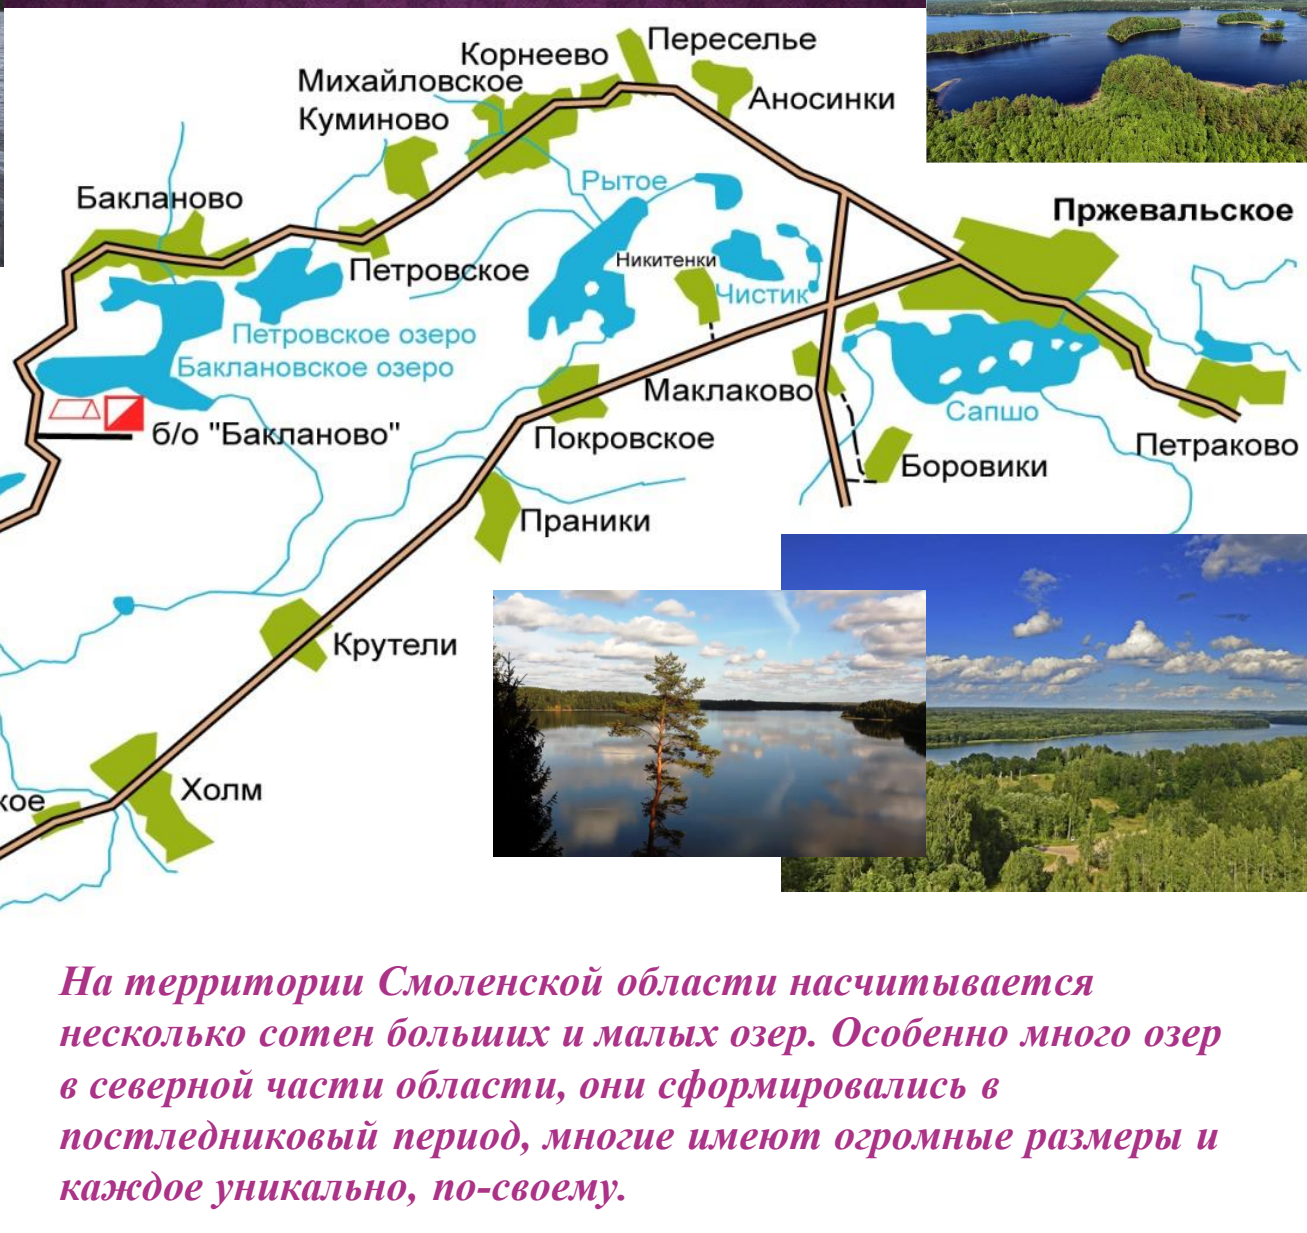 Переселье
Корнеево
Михайловское
Аносинки
Куминово
Рытое
Бакланово
Пржевальское
Никитенки
Петровское
Чистик
Петровское озеро
Баклановское озеро
Маклаково
Сапшо
б/о "Бакланово"
Покровское
Петраково
Боровики
Праники
Крутели
Холм
кое
На территории Смоленской области насчитывается
несколько сотен больших и малых озер. Особенно много озер
в северной части области, они сформировались в
постледниковый период, многие имеют огромные размеры и
каждое уникально, по-своему.